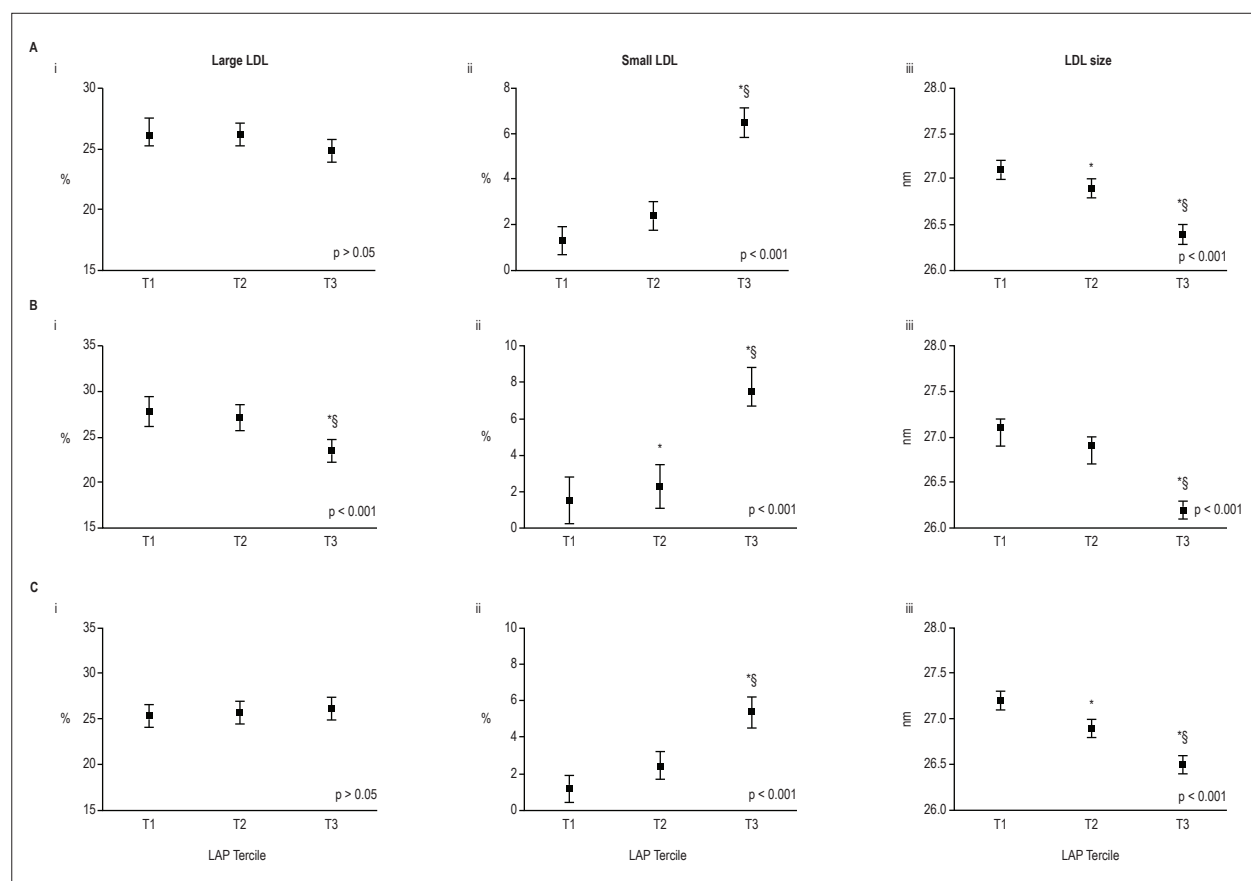 A
i
Large LDL
30
25
%
20
15
T1 T2 T3
p > 0.05
ii
Small LDL
8
6
4
%
2
0
T1 T2 T3
*§
p < 0.001
iii
LDL size
28.0
27.5
27.0
nm
26.5
26.0
T1 T2 T3
*
*§
p < 0.001
B
i
35
30
25
%
20
15
T1 T2 T3
*§
p < 0.001
ii
10
8
6
%
4
2
0
T1 T2 T3
*
*§
p < 0.001
iii
28.0
27.5
27.0
nm
26.5
26.0
T1 T2 T3
*§
p < 0.001
C
i
35
30
25
%
20
15
T1 T2 T3
p > 0.05
LAP Tercile
ii
10
8
6
%
4
2
0
T1 T2 T3
*§
p < 0.001
LAP Tercile
iii
28.0
27.5
27.0
nm
26.5
26.0
T1 T2 T3
*
*§
p < 0.001
LAP Tercile